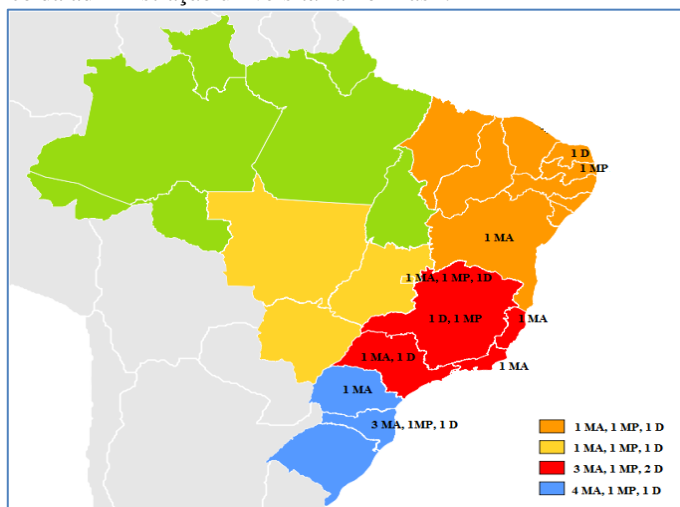 1 D
1 MP
1 MA
1 MA, 1 MP, 1D
1 D, 1 MP
1 MA
1 MA, 1 D
1 MA
1 MA
3 MA, 1MP, 1 D
1 MA, 1 MP, 1 D
1 MA, 1 MP, 1 D
3 MA, 1 MP, 2 D
4 MA, 1 MP, 1 D